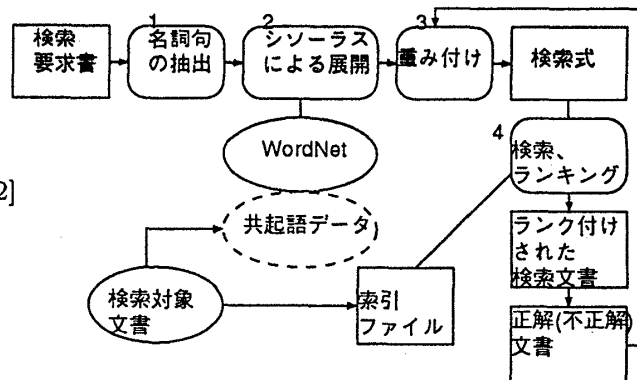 1
検索
要求書
名詞句
の抽出
2
シソーラス
による展開
3
重み付け
検索式
4
検索、
ランキング
WordNet
共起語データ
2]
検索対象
文書
索引
ファイル
ランク付け
された
検索文書
正解(不正解)
文書